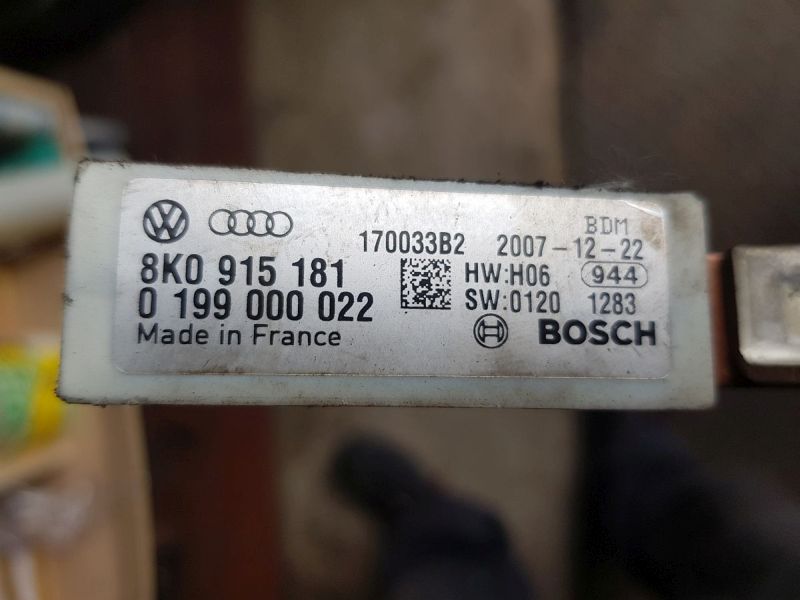 BDM
170033B2 2007-12-22
8K0 915 181 HW:H06 944
0 199 000 022 SW:0120 1283
Made in France BOSCH